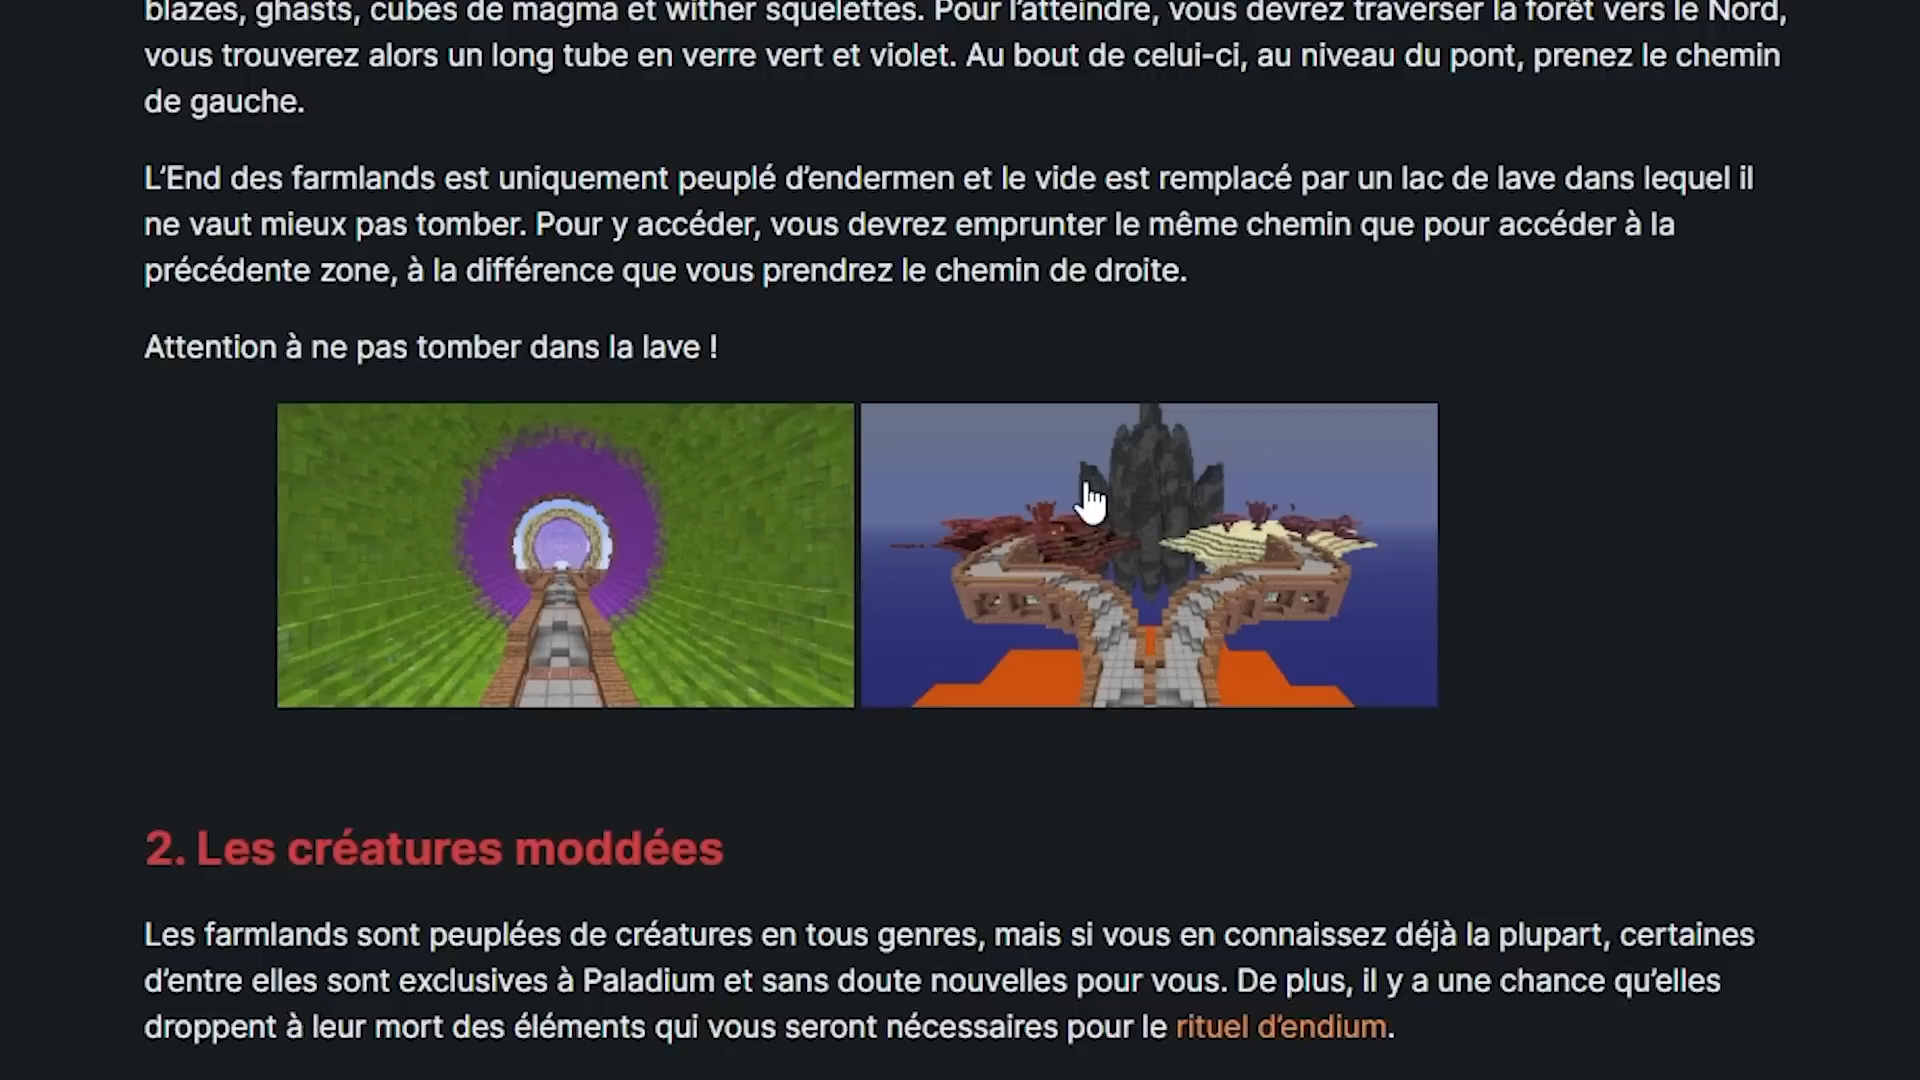 blazes, ghasts, cubes de magma et wither squelettes. Pour l’atteindre, vous devrez traverser la forêt vers le Nord,
vous trouverez alors un long tube en verre vert et violet. Au bout de celui-ci, au niveau du pont, prenez le chemin
de gauche.
L’End des farmlands est uniquement peuplé d’endermen et le vide est remplacé par un lac de lave dans lequel il
ne vaut mieux pas tomber. Pour y accéder, vous devrez emprunter le même chemin que pour accéder à la
précédente zone, à la différence que vous prendrez le chemin de droite.
Attention à ne pas tomber dans la lave !
2. Les créatures moddées
Les farmlands sont peuplées de créatures en tous genres, mais si vous en connaissez déjà la plupart, certaines
d’entre elles sont exclusives à Paladium et sans doute nouvelles pour vous. De plus, il y a une chance qu’elles
droppent à leur mort des éléments qui vous seront nécessaires pour le rituel d’endium.